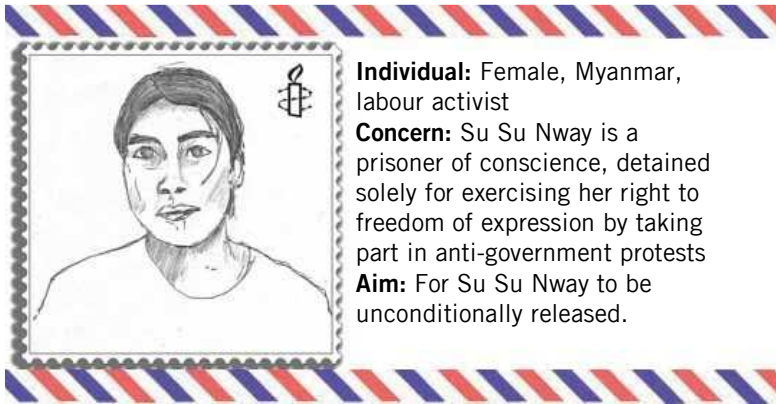 Individual: Female, Myanmar,
labour activist
Concern: Su Su Nway is a
prisoner of conscience, detained
solely for exercising her right to
freedom of expression by taking
part in anti-government protests
Aim: For Su Su Nway to be
unconditionally released.